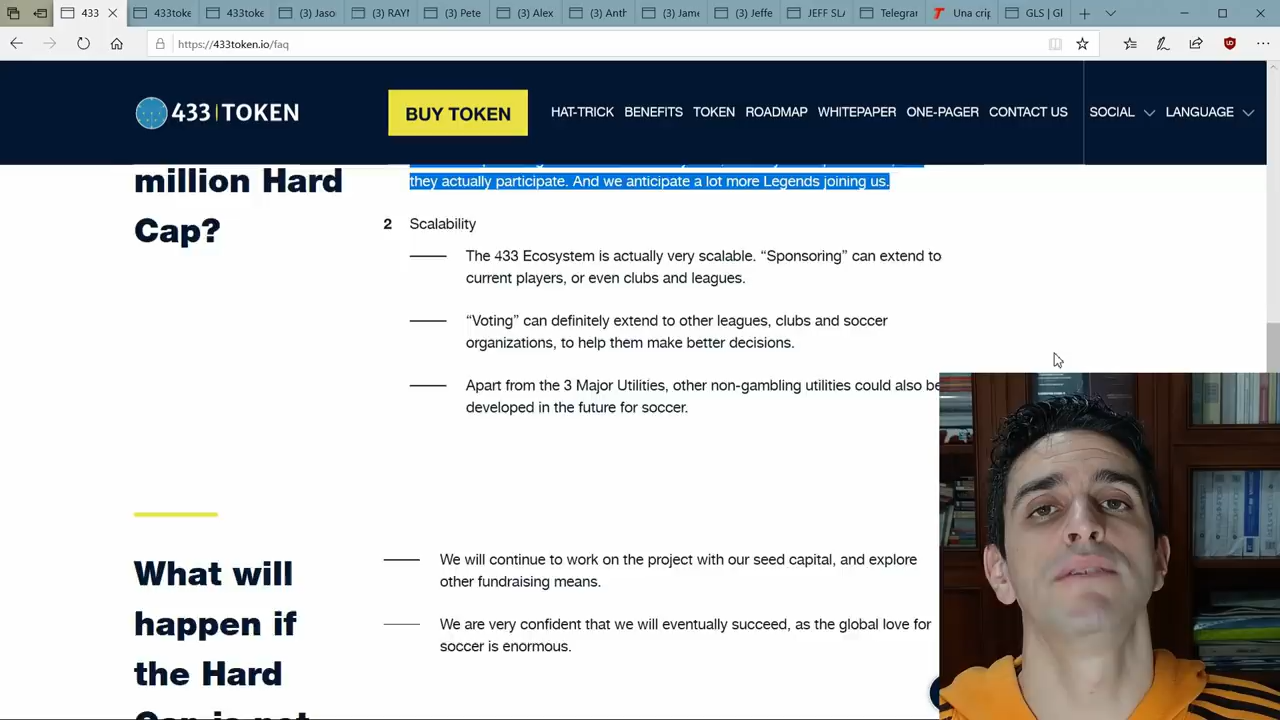 433
433toke
433toke
(3) Jaso
(3) RAYM
(3) Pete
(3) Alex
(3) Anth
(3) Jame
(3) Jeffe
JEFF SLA
Telegrar
Una crip
GLS | Gl
https://433token.io/faq
433 | TOKEN
BUY TOKEN
HAT-TRICK
BENEFITS
TOKEN
ROADMAP
WHITEPAPER
ONE-PAGER
CONTACT US
SOCIAL
LANGUAGE
million Hard
Cap?
they actually participate. And we anticipate a lot more Legends joining us.
2 Scalability
The 433 Ecosystem is actually very scalable. “Sponsoring” can extend to
current players, or even clubs and leagues.
“Voting” can definitely extend to other leagues, clubs and soccer
organizations, to help them make better decisions.
Apart from the 3 Major Utilities, other non-gambling utilities could also be
developed in the future for soccer.
What will
happen if
the Hard
We will continue to work on the project with our seed capital, and explore
other fundraising means.
We are very confident that we will eventually succeed, as the global love for
soccer is enormous.